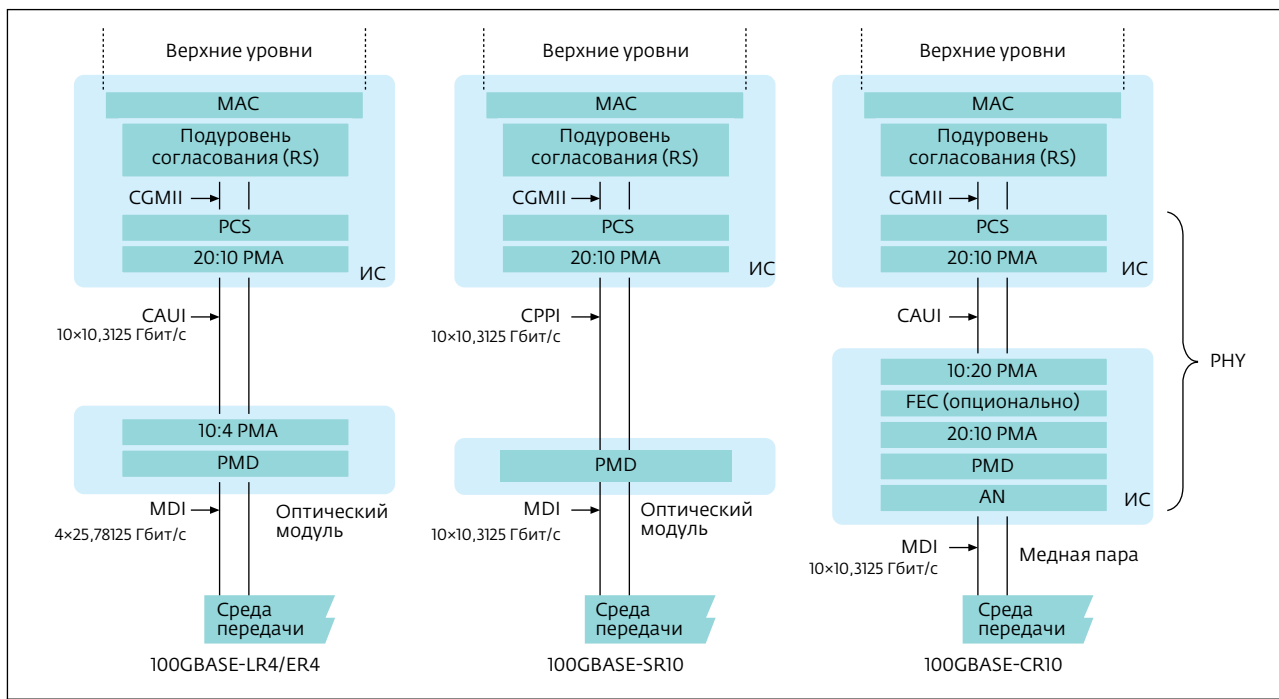 Верхние уровни
MAC
Подуровень
согласования (RS)
CGMII
PCS
20:10 PMA
ИС
CAUI
10×10,3125 Гбит/с
10:4 PMA
PMD
MDI
4×25,78125 Гбит/с
Оптический
модуль
Среда
передачи
100GBASE-LR4/ER4
Верхние уровни
MAC
Подуровень
согласования (RS)
CGMII
PCS
20:10 PMA
ИС
CPPI
10×10,3125 Гбит/с
PMD
MDI
10×10,3125 Гбит/с
Оптический
модуль
Среда
передачи
100GBASE-SR10
Верхние уровни
MAC
Подуровень
согласования (RS)
CGMII
PCS
20:10 PMA
ИС
CAUI
10:20 PMA
FEC (опционально)
20:10 PMA
PMD
AN
ИС
MDI
10×10,3125 Гбит/с
Медная пара
Среда
передачи
100GBASE-CR10
PHY